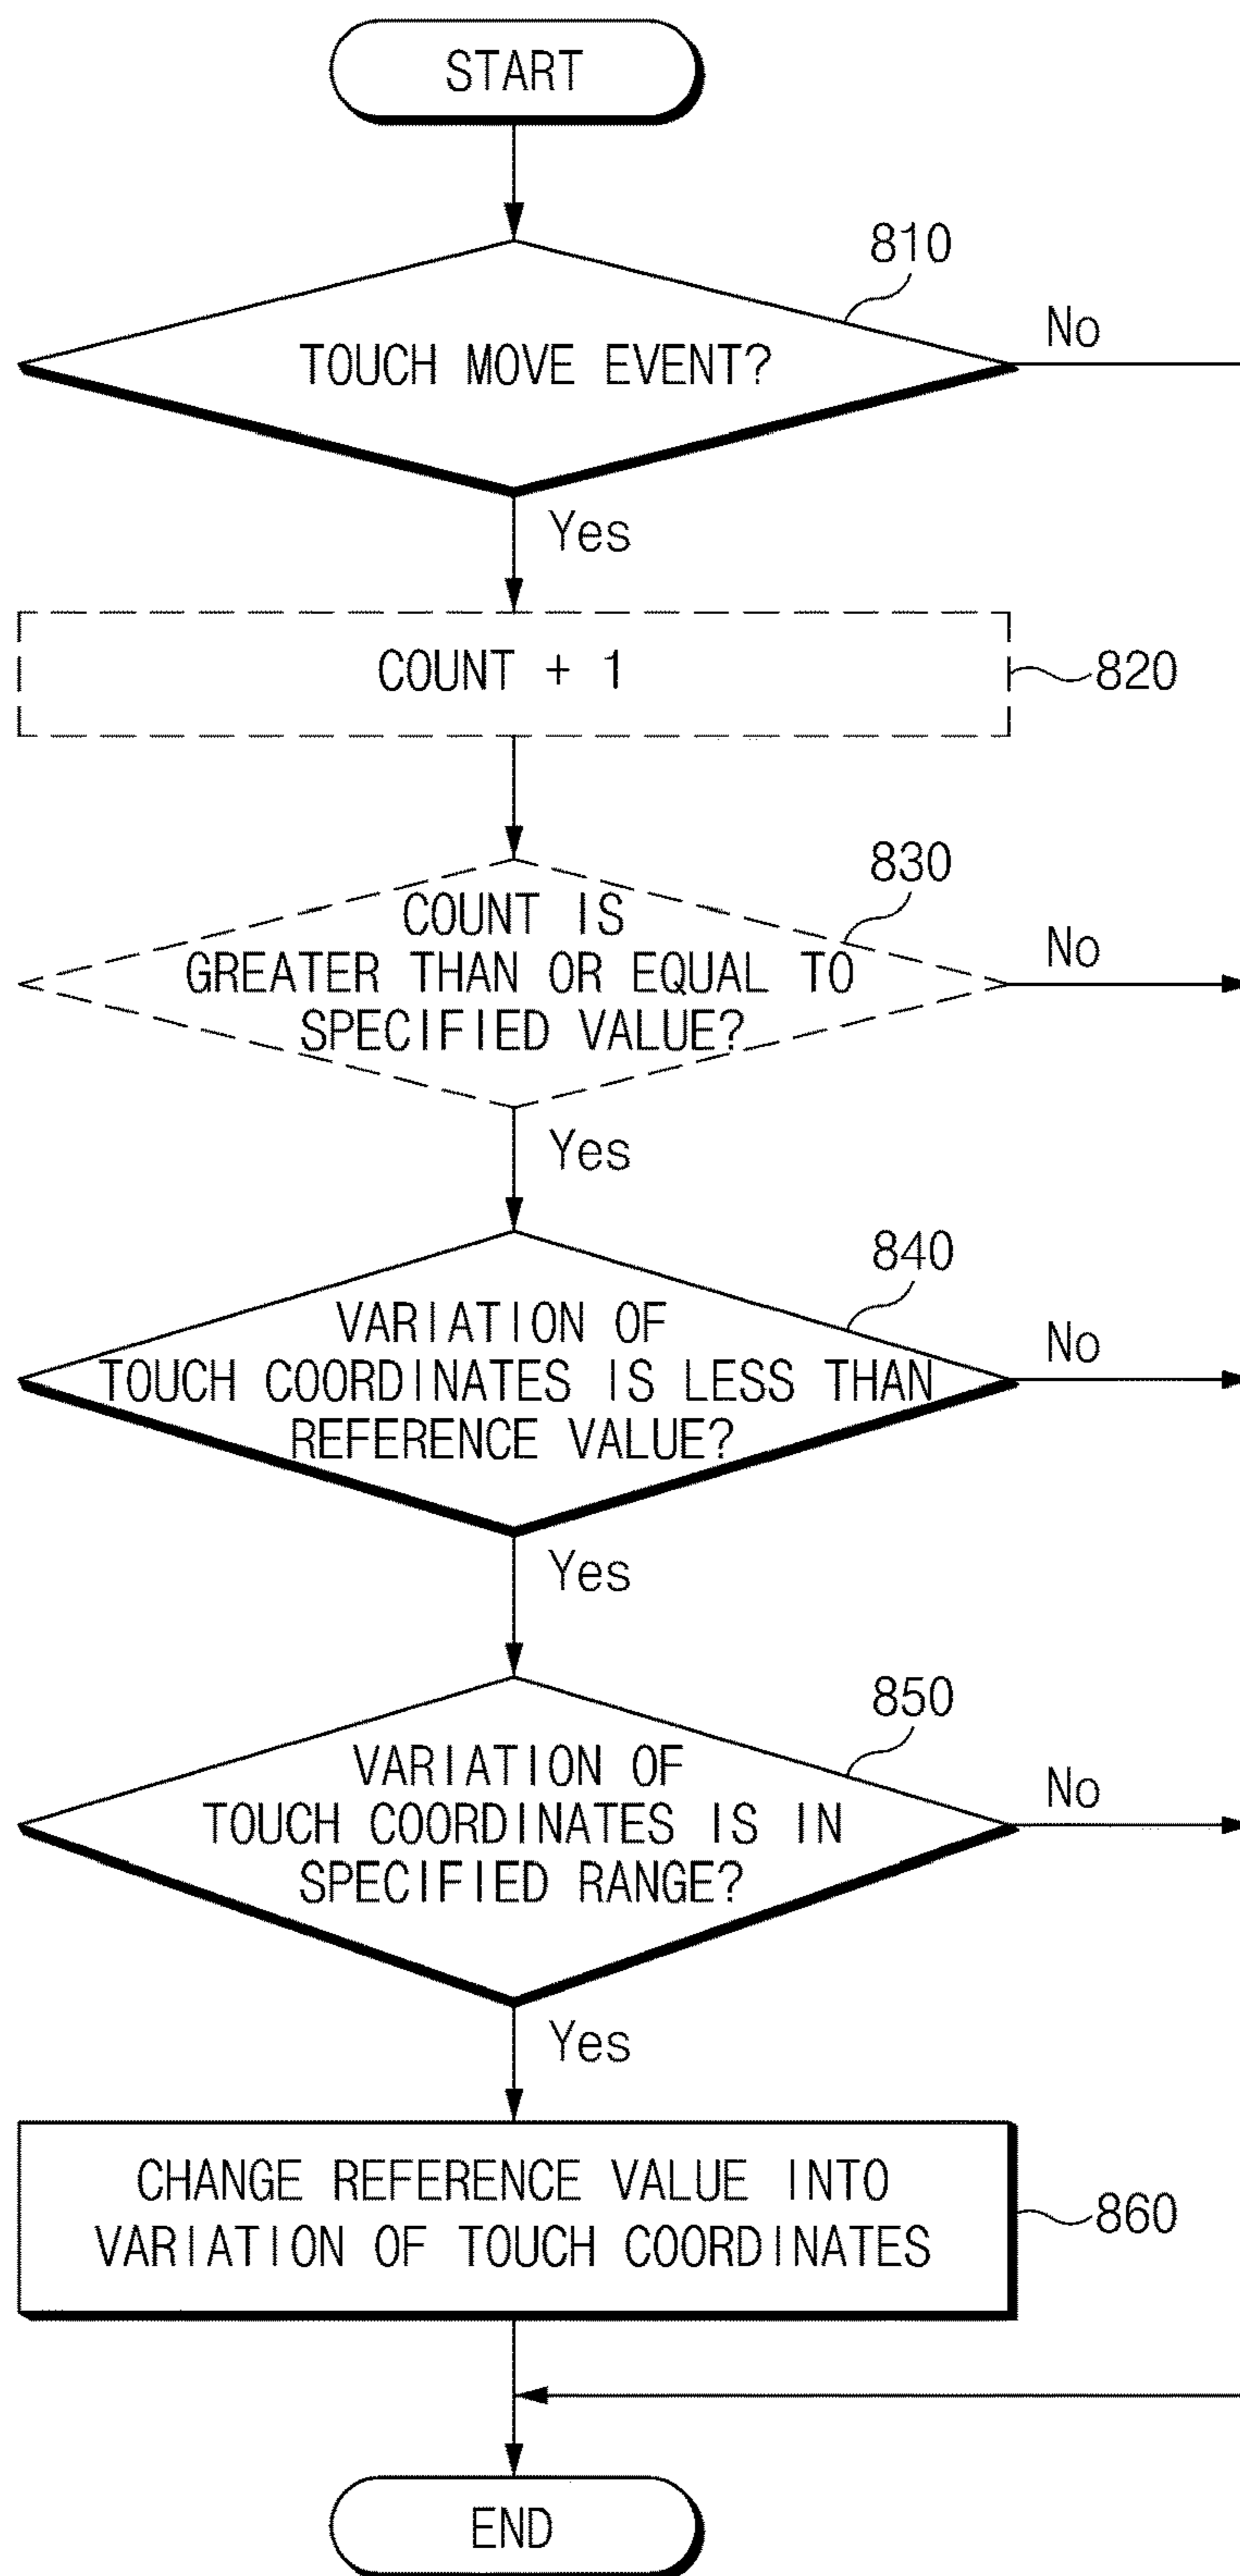 START
810
TOUCH MOVE EVENT?
No
Yes
COUNT + 1
820
830
COUNT IS
GREATER THAN OR EQUAL TO
SPECIFIED VALUE?
No
Yes
840
VARIATION OF
TOUCH COORDINATES IS LESS THAN
REFERENCE VALUE?
No
Yes
850
VARIATION OF
TOUCH COORDINATES IS IN
SPECIFIED RANGE?
No
Yes
CHANGE REFERENCE VALUE INTO
VARIATION OF TOUCH COORDINATES
860
END